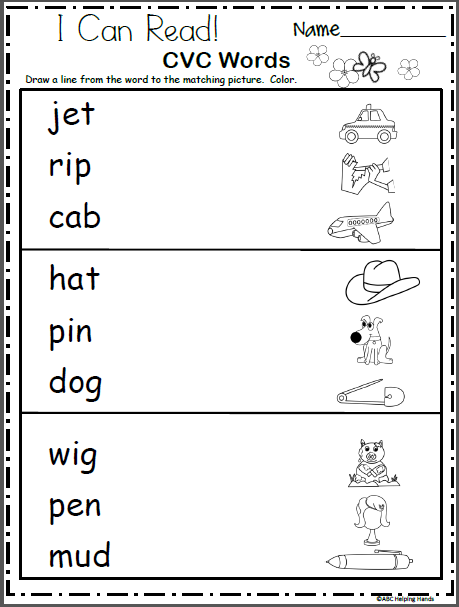 I Can Read!
Name
CVC Words
Draw a line from the word to the matching picture. Color.
jet
rip
cab
hat
pin
dog
wig
pen
mud
©ABC Helping Hands